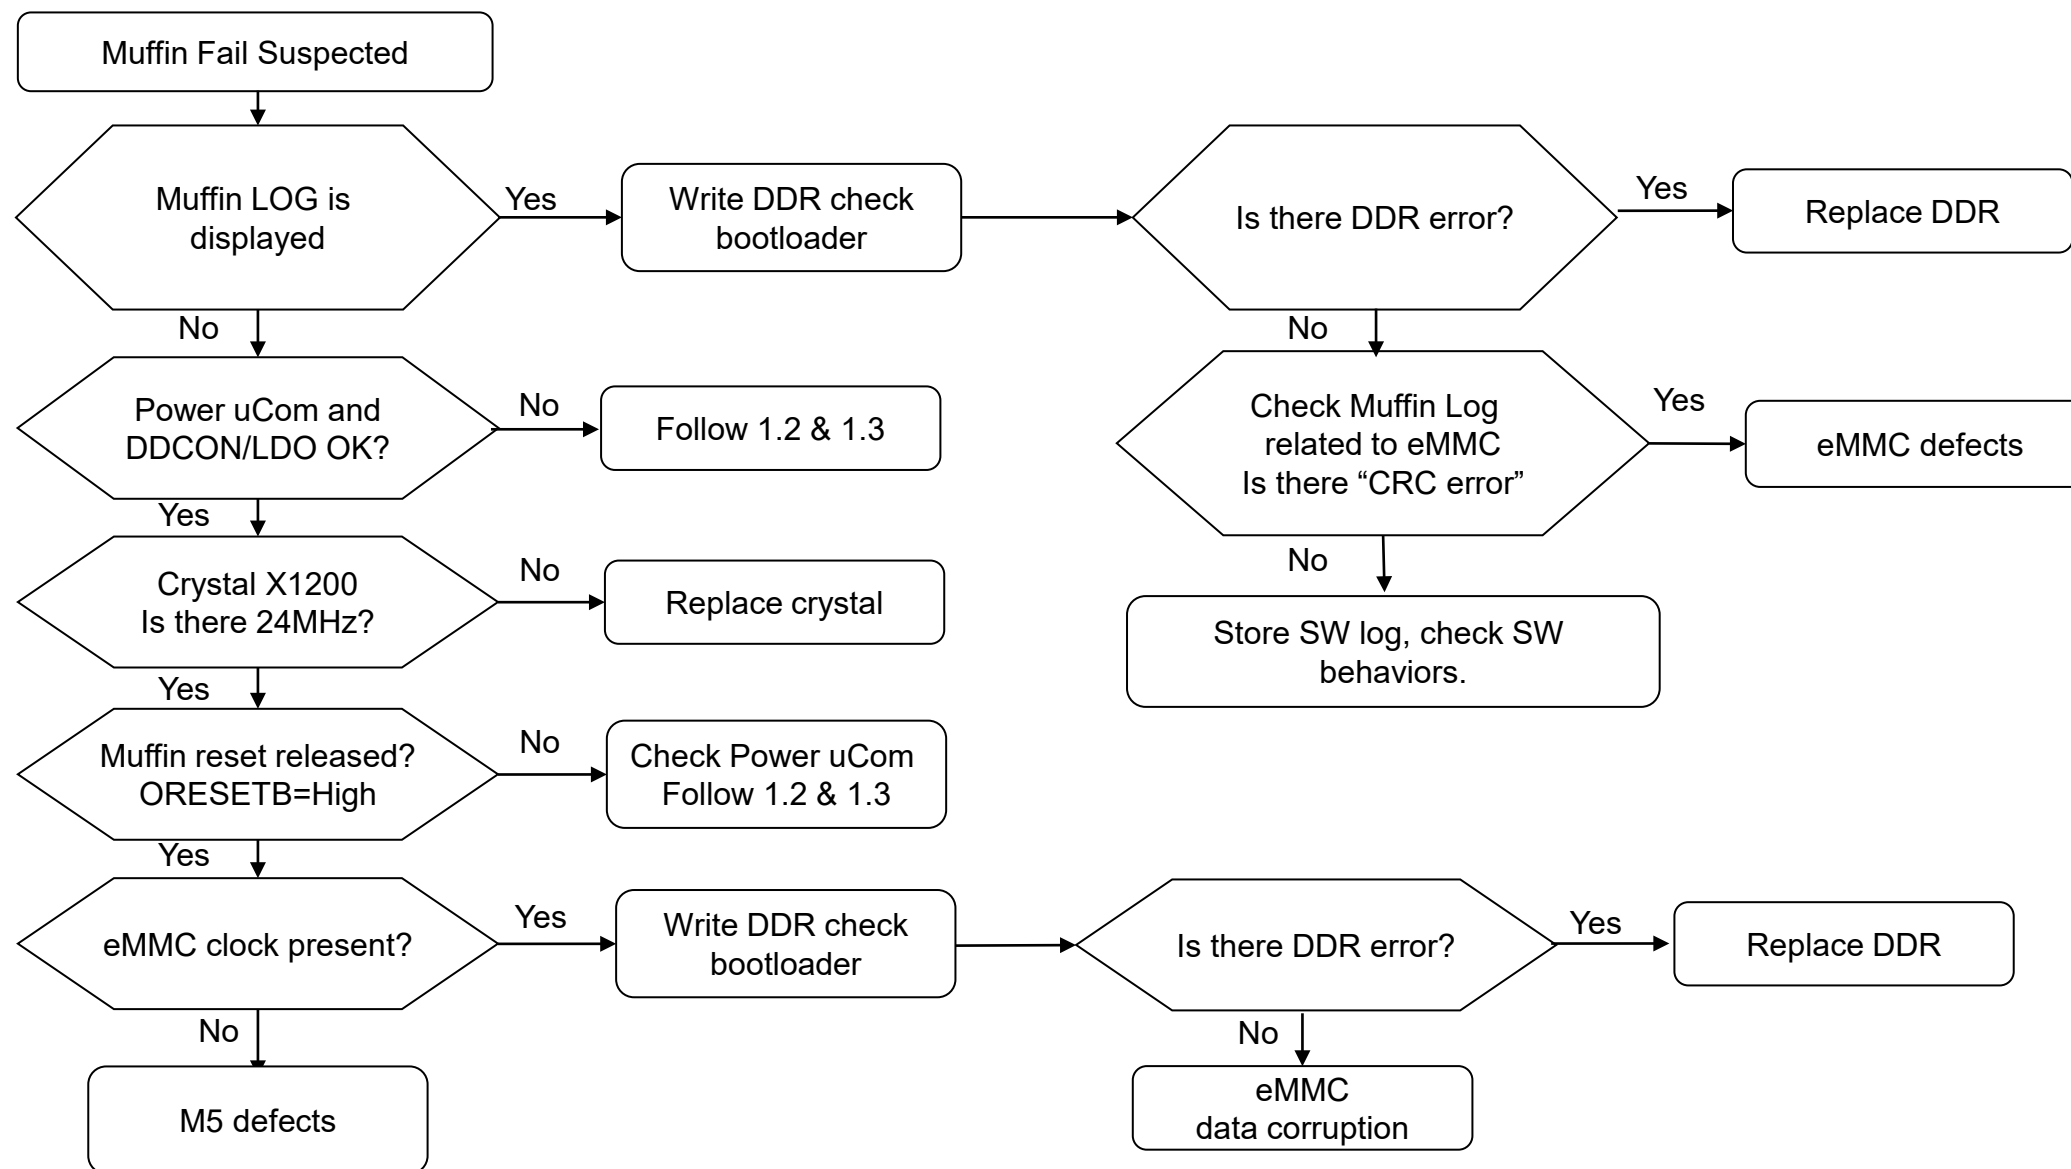 Muffin Fail Suspected
Muffin LOG is
displayed
Yes
Write DDR check
bootloader
Is there DDR error?
Yes
Replace DDR
No
No
Power uCom and
DDCON/LDO OK?
No
Follow 1.2 & 1.3
Check Muffin Log
related to eMMC
Is there “CRC error”
Yes
eMMC defects
Yes
Crystal X1200
Is there 24MHz?
No
Replace crystal
No
Store SW log, check SW
behaviors.
Yes
Muffin reset released?
ORESETB=High
No
Check Power uCom
Follow 1.2 & 1.3
Yes
eMMC clock present?
Yes
Write DDR check
bootloader
Is there DDR error?
Yes
Replace DDR
No
No
M5 defects
eMMC
data corruption